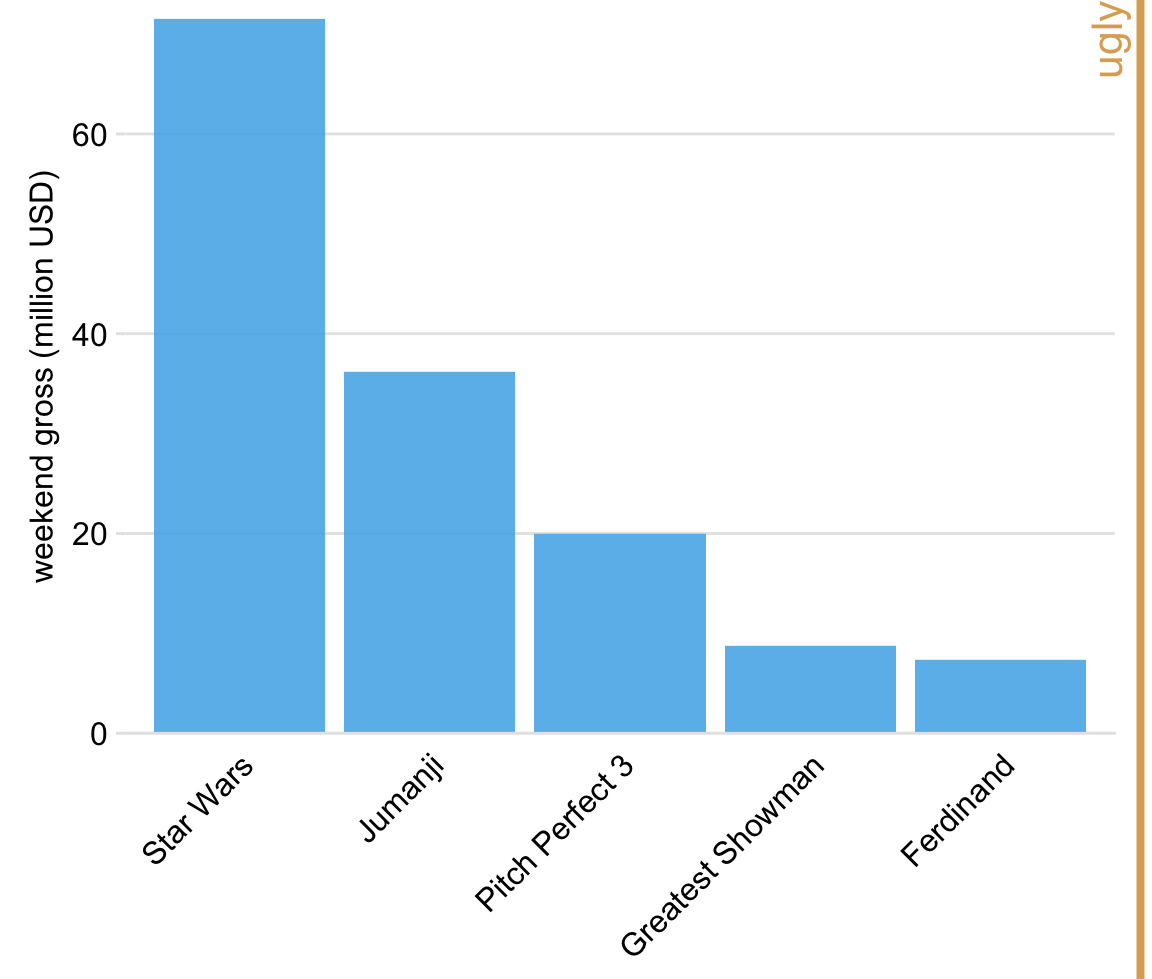 ugly
60
40
20
0
weekend gross (million USD)
Star Wars
Jumanji
Pitch Perfect 3
Greatest Showman
Ferdinand